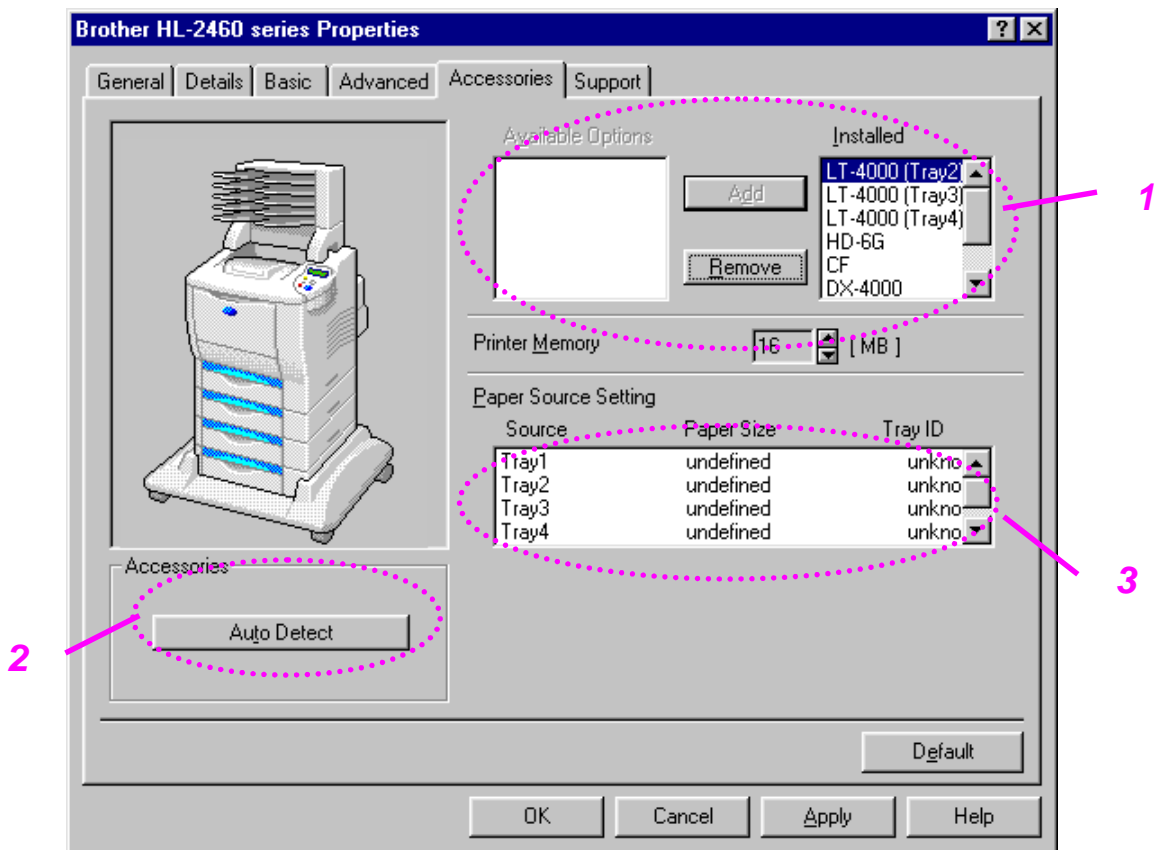 Brother HL-2460 series Properties
General Details Basic Advanced Accessories Support
Available Options
Installed
Add
Remove
LT-4000 (Tray2)
LT-4000 (Tray3)
LT-4000 (Tray4)
HD-6G
CF
DX-4000
1
Printer Memory 16 [ MB ]
Paper Source Setting
Source Paper Size Tray ID
Tray1 undefined unkno
Tray2 undefined unkno
Tray3 undefined unkno
Tray4 undefined unkno
3
Accessories
Auto Detect
2
Default
OK Cancel Apply Help